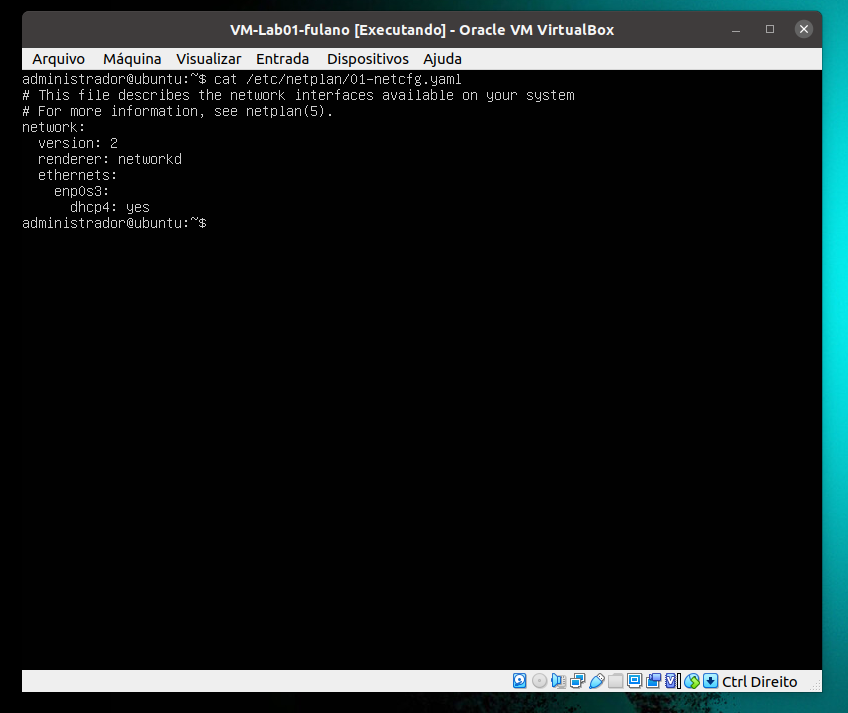 VM-Lab01-fulano [Executando] - Oracle VM VirtualBox
Arquivo Máquina Visualizar Entrada Dispositivos Ajuda
administrador@ubuntu:~$ cat /etc/netplan/01-netcfg.yaml
# This file describes the network interfaces available on your system
# For more information, see netplan(5).
network:
  version: 2
  renderer: networkd
  ethernets:
    enp0s3:
      dhcp4: yes
administrador@ubuntu:~$
Ctrl Direito